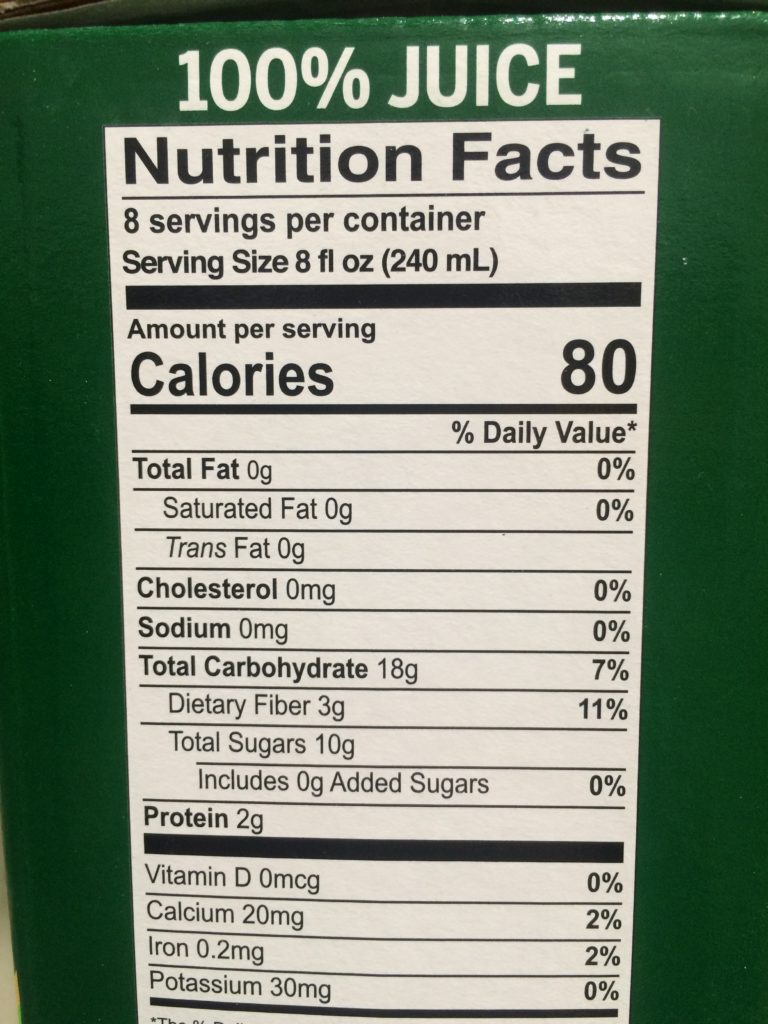 100% JUICE
Nutrition Facts
8 servings per container
Serving Size 8 fl oz (240 mL)
Amount per serving
Calories 80
% Daily Value*
Total Fat 0g 0%
Saturated Fat 0g 0%
Trans Fat 0g
Cholesterol 0mg 0%
Sodium 0mg 0%
Total Carbohydrate 18g 7%
Dietary Fiber 3g 11%
Total Sugars 10g
Includes 0g Added Sugars 0%
Protein 2g
Vitamin D 0mcg 0%
Calcium 20mg 2%
Iron 0.2mg 2%
Potassium 30mg 0%
*The %